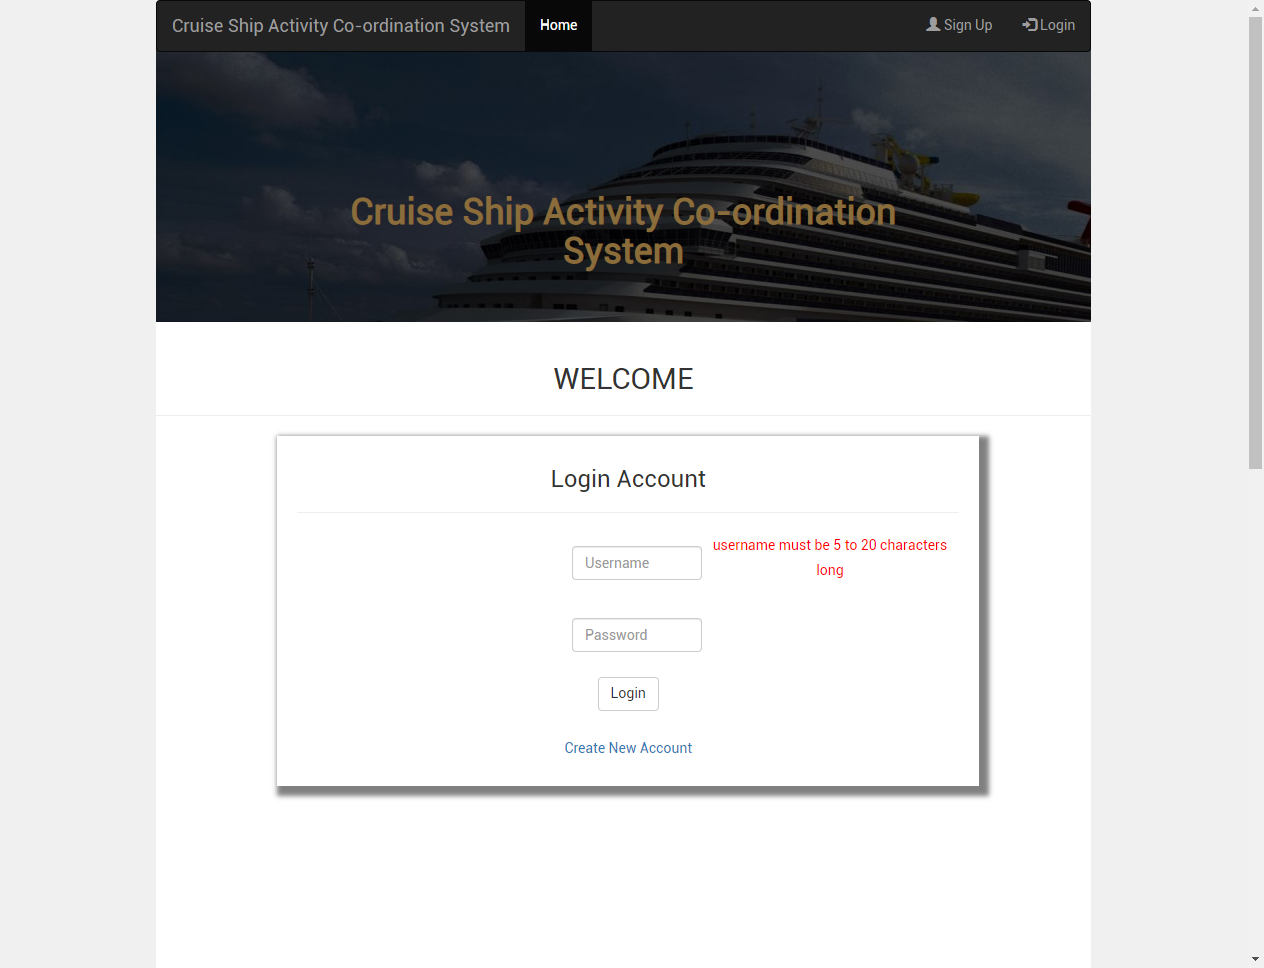 Cruise Ship Activity Co-ordination System Home Sign Up Login
Cruise Ship Activity Co-ordination
System
WELCOME
Login Account
username must be 5 to 20 characters
long
Username
Password
Login
Create New Account